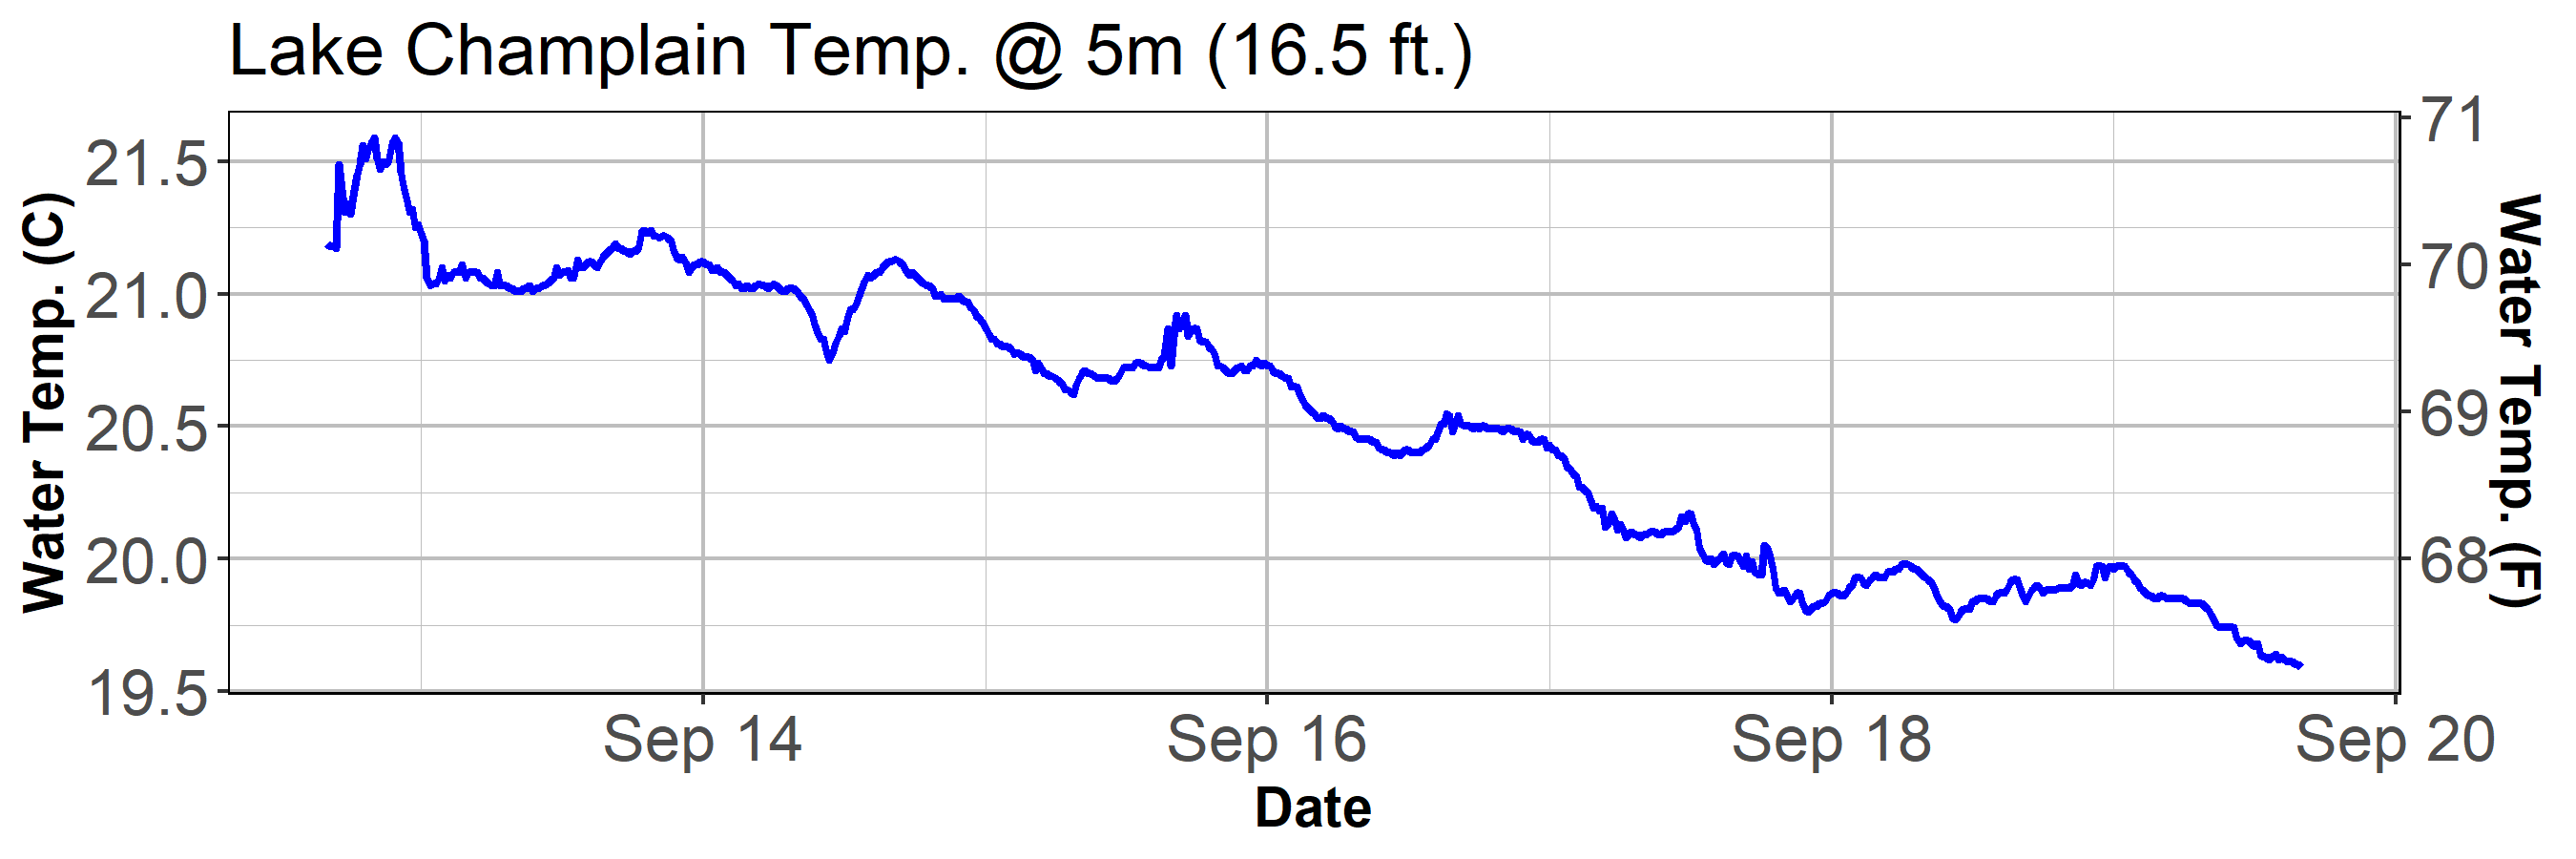 Lake Champlain Temp. @ 5m (16.5 ft.)
Water Temp. (C)
21.5
21.0
20.5
20.0
19.5
71
70
69
68
Water Temp. (F)
Sep 14
Sep 16
Sep 18
Sep 20
Date